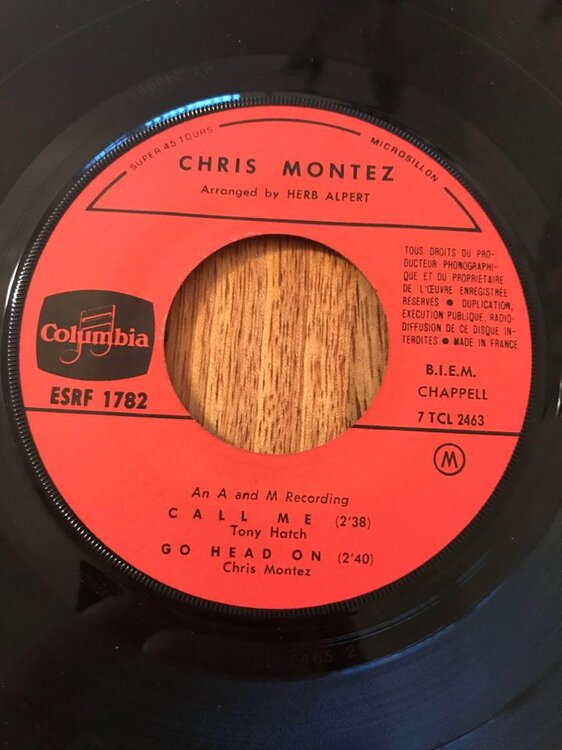 SUPER 45 TOURS
MICROSILLON
CHRIS MONTEZ
Arranged by HERB ALPERT
TOUS DROITS DU PRO-
DUCTEUR PHONOGRAPHI-
QUE ET DU PROPRIETAIRE
DE L'ŒUVRE ENREGISTREE
RÉSERVÉS ● DUPLICATION,
EXECUTION PUBLIQUE, RADIO-
DIFFUSION DE CE DISQUE IN-
TERDITES ● MADE IN FRANCE
Columbia
ESRF 1782
B.I.E.M.
CHAPPELL
7 TCL 2463
M
An A and M Recording
CALL ME (2'38)
Tony Hatch
GO HEAD ON (2'40)
Chris Montez